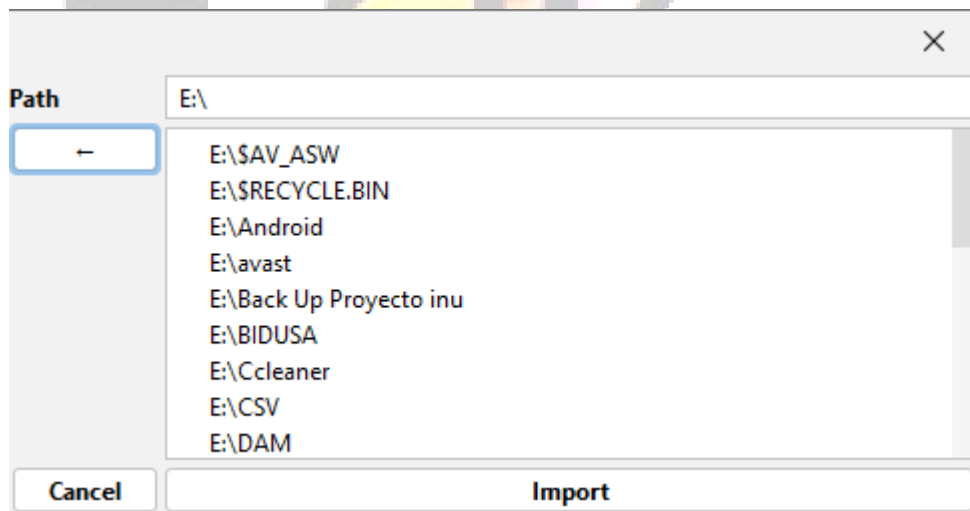 Path
E:\
←
E:\$AV_ASW
E:\$RECYCLE.BIN
E:\Android
E:\avast
E:\Back Up Proyecto inu
E:\BIDUSA
E:\Ccleaner
E:\CSV
E:\DAM
Cancel
Import